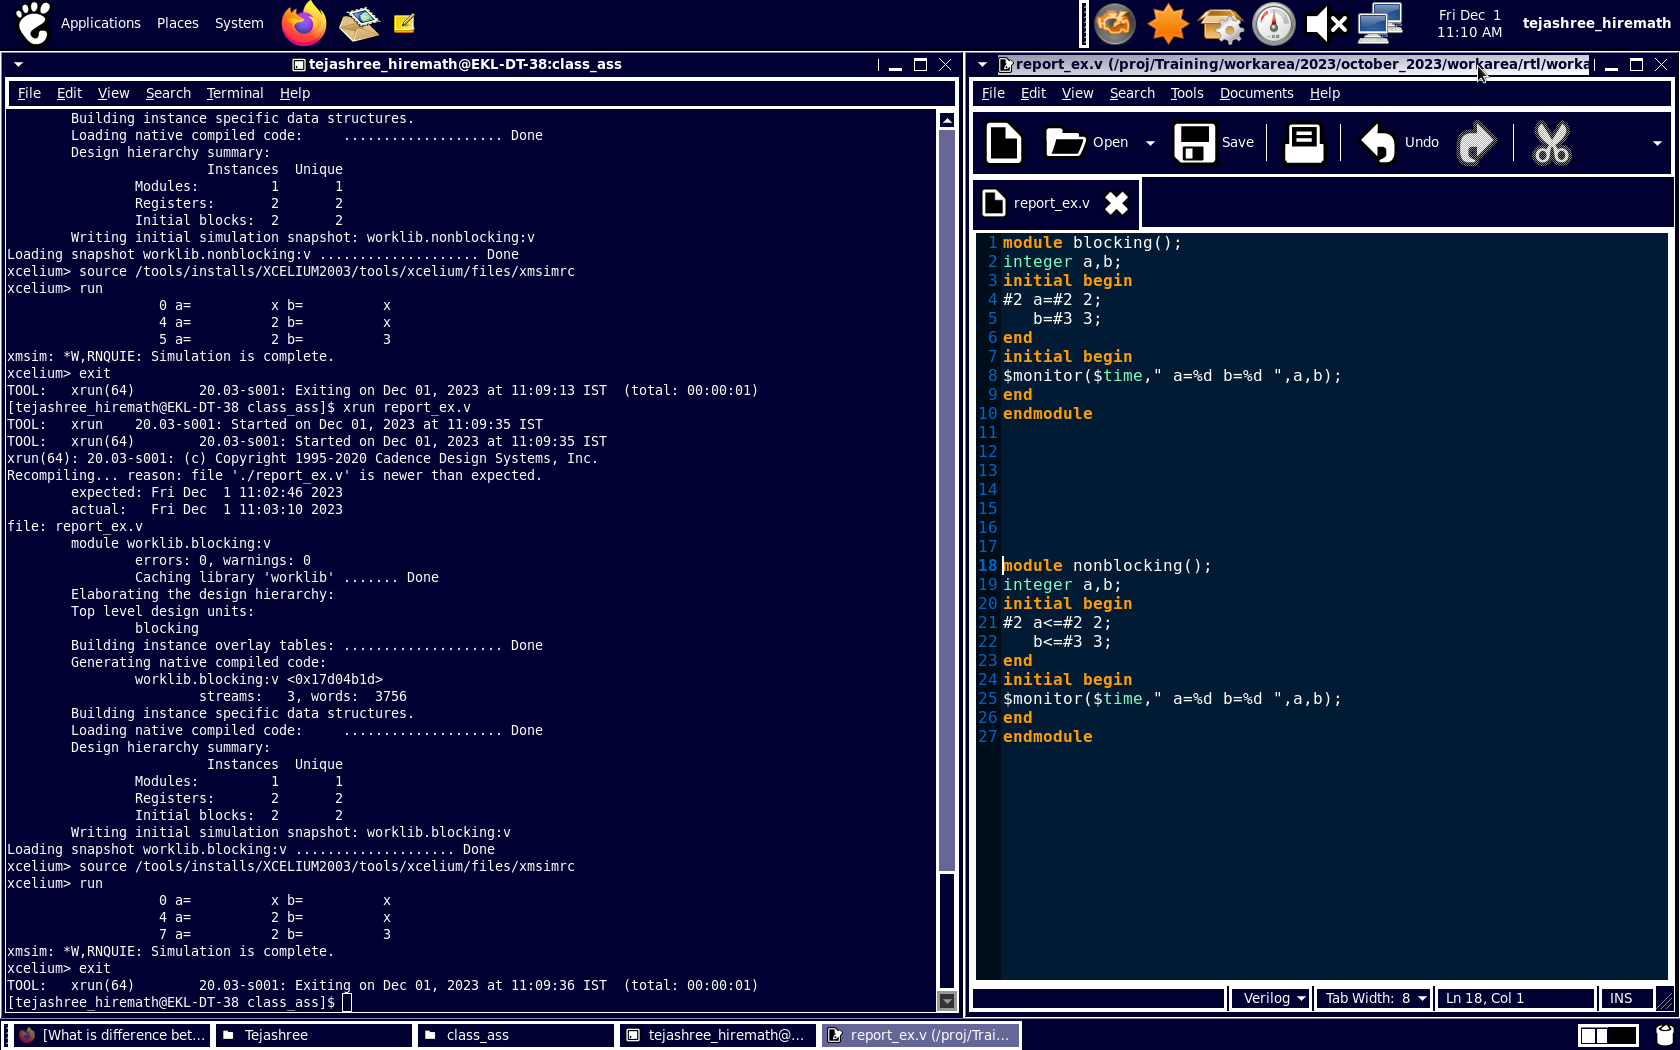 Applications Places System
Fri Dec 1
11:10 AM
tejashree_hiremath
tejashree_hiremath@EKL-DT-38:class_ass
File Edit View Search Terminal Help
Building instance specific data structures.
Loading native compiled code: .................... Done
Design hierarchy summary:
Instances Unique
Modules: 1 1
Registers: 2 2
Initial blocks: 2 2
Writing initial simulation snapshot: worklib.nonblocking:v
Loading snapshot worklib.nonblocking:v .................... Done
xcelium> source /tools/installs/XCELIUM2003/tools/xcelium/files/xmsimrc
xcelium> run
0 a= x b= x
4 a= 2 b= x
5 a= 2 b= 3
xmsim: *W,RNQUIE: Simulation is complete.
xcelium> exit
TOOL: xrun(64) 20.03-s001: Exiting on Dec 01, 2023 at 11:09:13 IST (total: 00:00:01)
[tejashree_hiremath@EKL-DT-38 class_ass]$ xrun report_ex.v
TOOL: xrun 20.03-s001: Started on Dec 01, 2023 at 11:09:35 IST
TOOL: xrun(64) 20.03-s001: Started on Dec 01, 2023 at 11:09:35 IST
xrun(64): 20.03-s001: (c) Copyright 1995-2020 Cadence Design Systems, Inc.
Recompiling... reason: file './report_ex.v' is newer than expected.
expected: Fri Dec 1 11:02:46 2023
actual: Fri Dec 1 11:03:10 2023
file: report_ex.v
module worklib.blocking:v
errors: 0, warnings: 0
Caching library 'worklib' ....... Done
Elaborating the design hierarchy:
Top level design units:
blocking
Building instance overlay tables: .................... Done
Generating native compiled code:
worklib.blocking:v <0x17d04b1d>
streams: 3, words: 3756
Building instance specific data structures.
Loading native compiled code: .................... Done
Design hierarchy summary:
Instances Unique
Modules: 1 1
Registers: 2 2
Initial blocks: 2 2
Writing initial simulation snapshot: worklib.blocking:v
Loading snapshot worklib.blocking:v .................... Done
xcelium> source /tools/installs/XCELIUM2003/tools/xcelium/files/xmsimrc
xcelium> run
0 a= x b= x
4 a= 2 b= x
7 a= 2 b= 3
xmsim: *W,RNQUIE: Simulation is complete.
xcelium> exit
TOOL: xrun(64) 20.03-s001: Exiting on Dec 01, 2023 at 11:09:36 IST (total: 00:00:01)
[tejashree_hiremath@EKL-DT-38 class_ass]$
report_ex.v (/proj/Training/workarea/2023/october_2023/workarea/rtl/worka
File Edit View Search Tools Documents Help
Open Save Undo
report_ex.v
1 module blocking();
2 integer a,b;
3 initial begin
4 #2 a=#2 2;
5 b=#3 3;
6 end
7 initial begin
8 $monitor($time," a=%d b=%d ",a,b);
9 end
10 endmodule
11
12
13
14
15
16
17
18 module nonblocking();
19 integer a,b;
20 initial begin
21 #2 a<=#2 2;
22 b<=#3 3;
23 end
24 initial begin
25 $monitor($time," a=%d b=%d ",a,b);
26 end
27 endmodule
Verilog Tab Width: 8 Ln 18, Col 1 INS
[What is difference bet... Tejashree class_ass tejashree_hiremath@... report_ex.v (/proj/Trai...